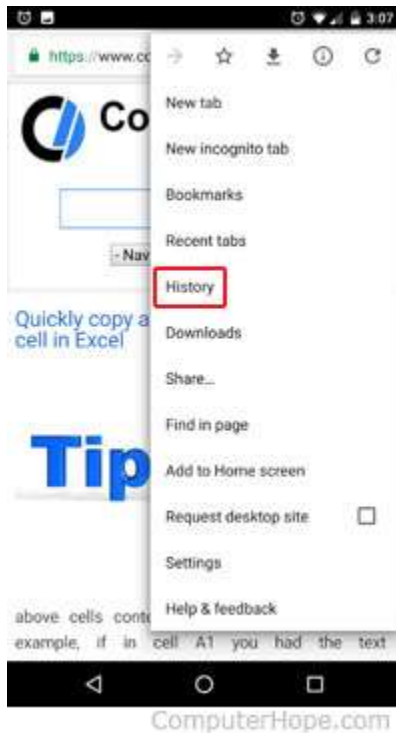 3:07
https://www.co
Co
New tab
New incognito tab
Bookmarks
Recent tabs
- Nav
History
Quickly copy a
cell in Excel
Downloads
Share...
Find in page
Tip
Add to Home screen
Request desktop site
Settings
Help & feedback
above cells conte
example, if in cell A1 you had the text
ComputerHope.com